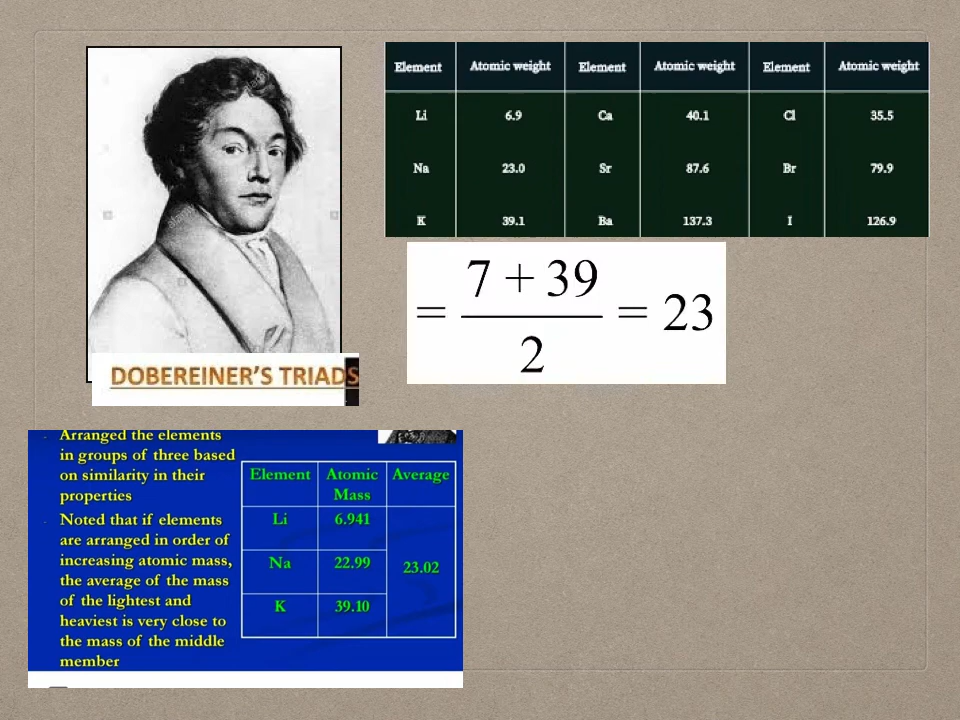 Element Atomic weight Element Atomic weight Element Atomic weight
Li 6.9 Ca 40.1 Cl 35.5
Na 23.0 Sr 87.6 Br 79.9
K 39.1 Ba 137.3 I 126.9
= 7 + 39 / 2 = 23
DOBEREINER'S TRIADS
- Arranged the elements
in groups of three based
on similarity in their
properties
- Noted that if elements
are arranged in order of
increasing atomic mass,
the average of the mass
of the lightest and
heaviest is very close to
the mass of the middle
member
Element Atomic Average
Mass
Li 6.941
Na 22.99 23.02
K 39.10